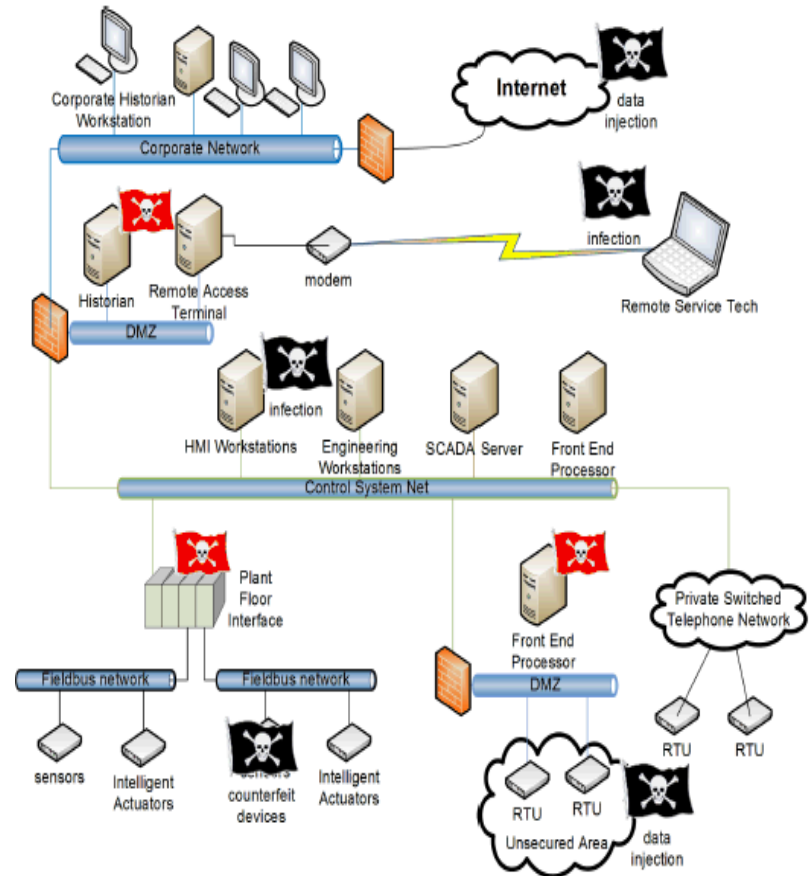 Corporate Historian
Workstation
Internet
data
injection
Corporate Network
infection
modem
Remote Service Tech
Historian
Remote Access
Terminal
DMZ
infection
HMI Workstations
Engineering
Workstations
SCADA Server
Front End
Processor
Control System Net
Plant
Floor
Interface
Private Switched
Telephone Network
Front End
Processor
Fieldbus network
Fieldbus network
DMZ
RTU
RTU
sensors
Intelligent
Actuators
sensors
counterfeit
devices
Intelligent
Actuators
RTU
RTU
Unsecured Area
data
injection